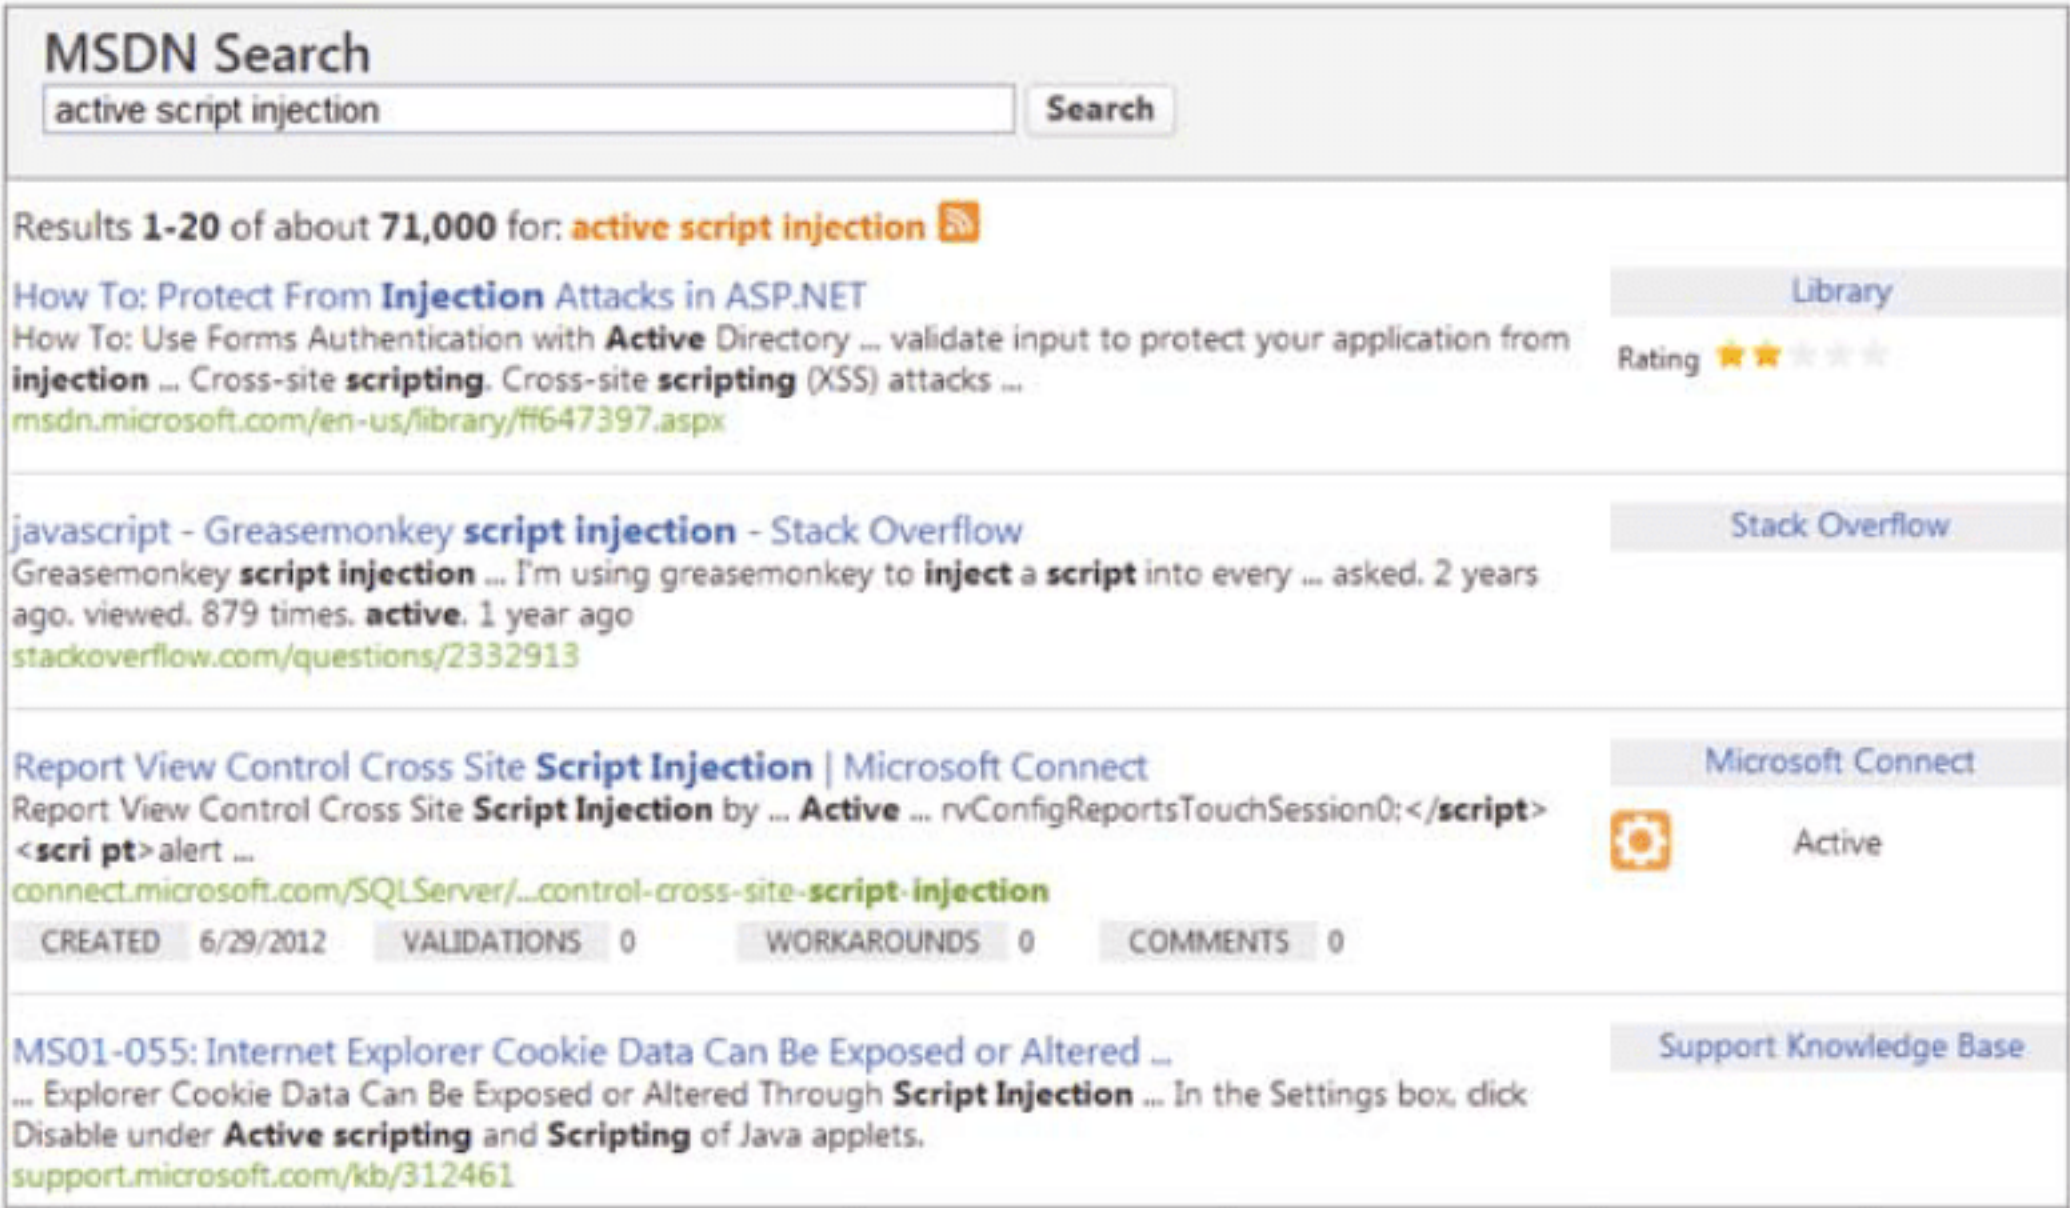 MSDN Search
active script injection Search
Results 1-20 of about 71,000 for: active script injection
How To: Protect From Injection Attacks in ASP.NET
Library
How To: Use Forms Authentication with Active Directory ... validate input to protect your application from
injection ... Cross-site scripting. Cross-site scripting (XSS) attacks ...
Rating
msdn.microsoft.com/en-us/library/ff647397.aspx
javascript - Greasemonkey script injection - Stack Overflow
Stack Overflow
Greasemonkey script injection ... I'm using greasemonkey to inject a script into every ... asked. 2 years
ago. viewed. 879 times. active. 1 year ago
stackoverflow.com/questions/2332913
Report View Control Cross Site Script Injection | Microsoft Connect
Microsoft Connect
Report View Control Cross Site Script Injection by ... Active ... rvConfigReportsTouchSession0:</script>
<scri pt>alert ...
Active
connect.microsoft.com/SQLServer/...control-cross-site-script-injection
CREATED 6/29/2012 VALIDATIONS 0 WORKAROUNDS 0 COMMENTS 0
MS01-055: Internet Explorer Cookie Data Can Be Exposed or Altered ...
Support Knowledge Base
... Explorer Cookie Data Can Be Exposed or Altered Through Script Injection ... In the Settings box, click
Disable under Active scripting and Scripting of Java applets.
support.microsoft.com/kb/312461